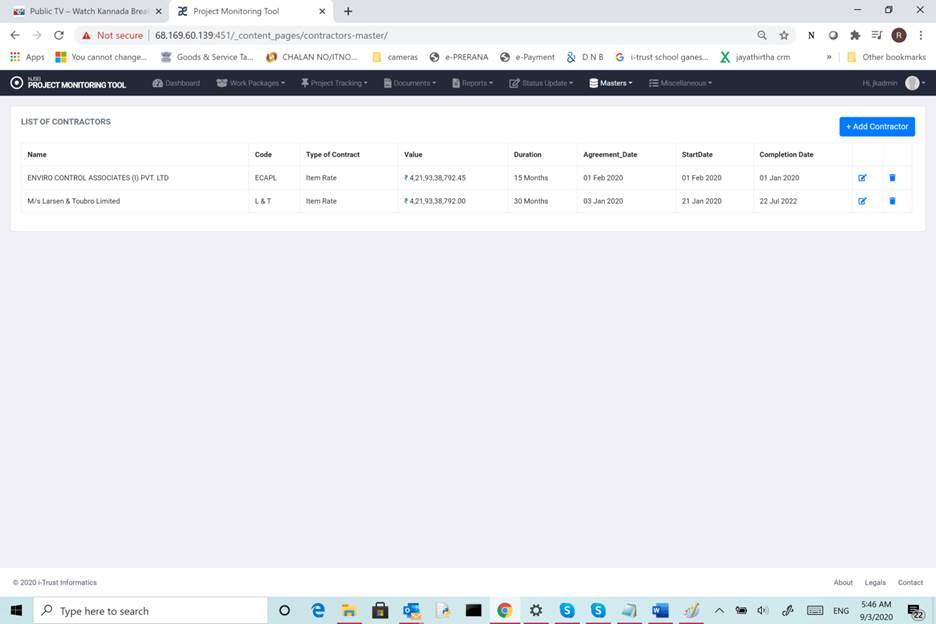 Public TV – Watch Kannada Break
Project Monitoring Tool
Not secure
68.169.60.139:451/_content_pages/contractors-master/
N
R
Apps
You cannot change...
Goods & Service Ta...
CHALAN NO/ITNO...
cameras
e-PRERANA
e-Payment
D N B
i-trust school ganes...
jayathirtha crm
»
Other bookmarks
PROJECT MONITORING TOOL
Dashboard
Work Packages
Project Tracking
Documents
Reports
Status Update
Masters
Miscellaneous
Hi, jkadmin
LIST OF CONTRACTORS
+ Add Contractor
Name Code Type of Contract Value Duration Agreement_Date StartDate Completion Date
ENVIRO CONTROL ASSOCIATES (I) PVT. LTD ECAPL Item Rate ₹ 4,21,93,38,792.45 15 Months 01 Feb 2020 01 Feb 2020 01 Jan 2020
M/s Larsen & Toubro Limited L & T Item Rate ₹ 4,21,93,38,792.00 30 Months 03 Jan 2020 21 Jan 2020 22 Jul 2022
© 2020 i-Trust Informatics
About Legals Contact
Type here to search
ENG
5:46 AM
9/3/2020
22